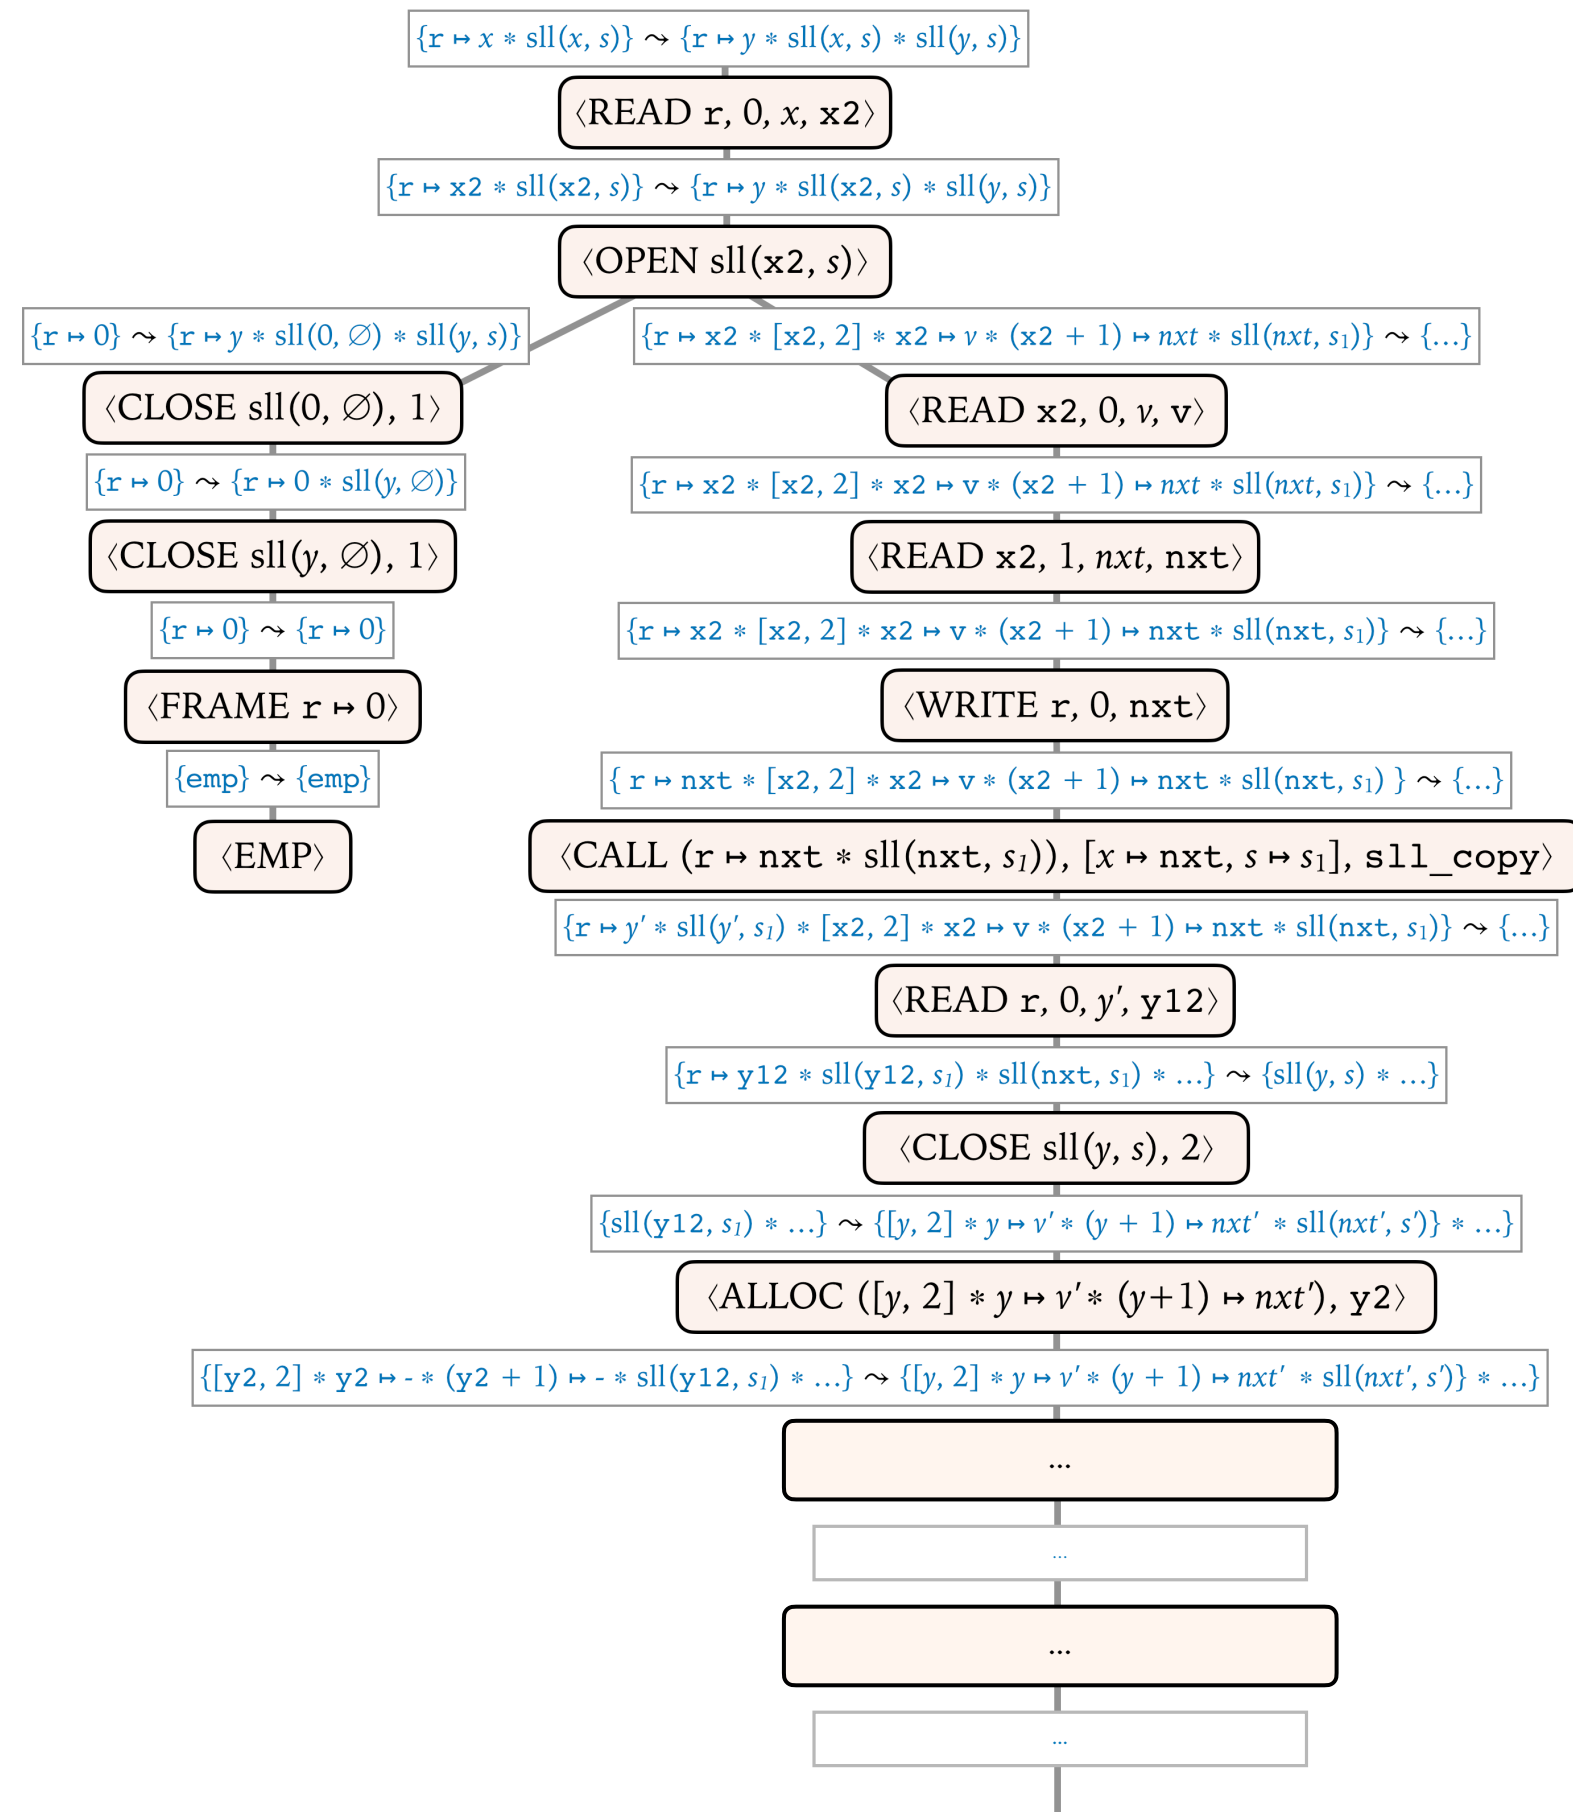 {r ↦ x * sll(x, s)} ⤳ {r ↦ y * sll(x, s) * sll(y, s)}
⟨READ r, 0, x, x2⟩
{r ↦ x2 * sll(x2, s)} ⤳ {r ↦ y * sll(x2, s) * sll(y, s)}
⟨OPEN sll(x2, s)⟩
{r ↦ 0} ⤳ {r ↦ y * sll(0, ∅) * sll(y, s)}
⟨CLOSE sll(0, ∅), 1⟩
{r ↦ 0} ⤳ {r ↦ 0 * sll(y, ∅)}
⟨CLOSE sll(y, ∅), 1⟩
{r ↦ 0} ⤳ {r ↦ 0}
⟨FRAME r ↦ 0⟩
{emp} ⤳ {emp}
⟨EMP⟩
{r ↦ x2 * [x2, 2] * x2 ↦ v * (x2 + 1) ↦ nxt * sll(nxt, s₁)} ⤳ {...}
⟨READ x2, 0, v, v⟩
{r ↦ x2 * [x2, 2] * x2 ↦ v * (x2 + 1) ↦ nxt * sll(nxt, s₁)} ⤳ {...}
⟨READ x2, 1, nxt, nxt⟩
{r ↦ x2 * [x2, 2] * x2 ↦ v * (x2 + 1) ↦ nxt * sll(nxt, s₁)} ⤳ {...}
⟨WRITE r, 0, nxt⟩
{ r ↦ nxt * [x2, 2] * x2 ↦ v * (x2 + 1) ↦ nxt * sll(nxt, s₁) } ⤳ {...}
⟨CALL (r ↦ nxt * sll(nxt, s₁)), [x ↦ nxt, s ↦ s₁], sll_copy⟩
{r ↦ y′ * sll(y′, s₁) * [x2, 2] * x2 ↦ v * (x2 + 1) ↦ nxt * sll(nxt, s₁)} ⤳ {...}
⟨READ r, 0, y′, y12⟩
{r ↦ y12 * sll(y12, s₁) * sll(nxt, s₁) * ...} ⤳ {sll(y, s) * ...}
⟨CLOSE sll(y, s), 2⟩
{sll(y12, s₁) * ...} ⤳ {[y, 2] * y ↦ v′ * (y + 1) ↦ nxt′ * sll(nxt′, s′)} * ...}
⟨ALLOC ([y, 2] * y ↦ v′ * (y+1) ↦ nxt′), y2⟩
{[y2, 2] * y2 ↦ - * (y2 + 1) ↦ - * sll(y12, s₁) * ...} ⤳ {[y, 2] * y ↦ v′ * (y + 1) ↦ nxt′ * sll(nxt′, s′)} * ...}
...
...
...
...